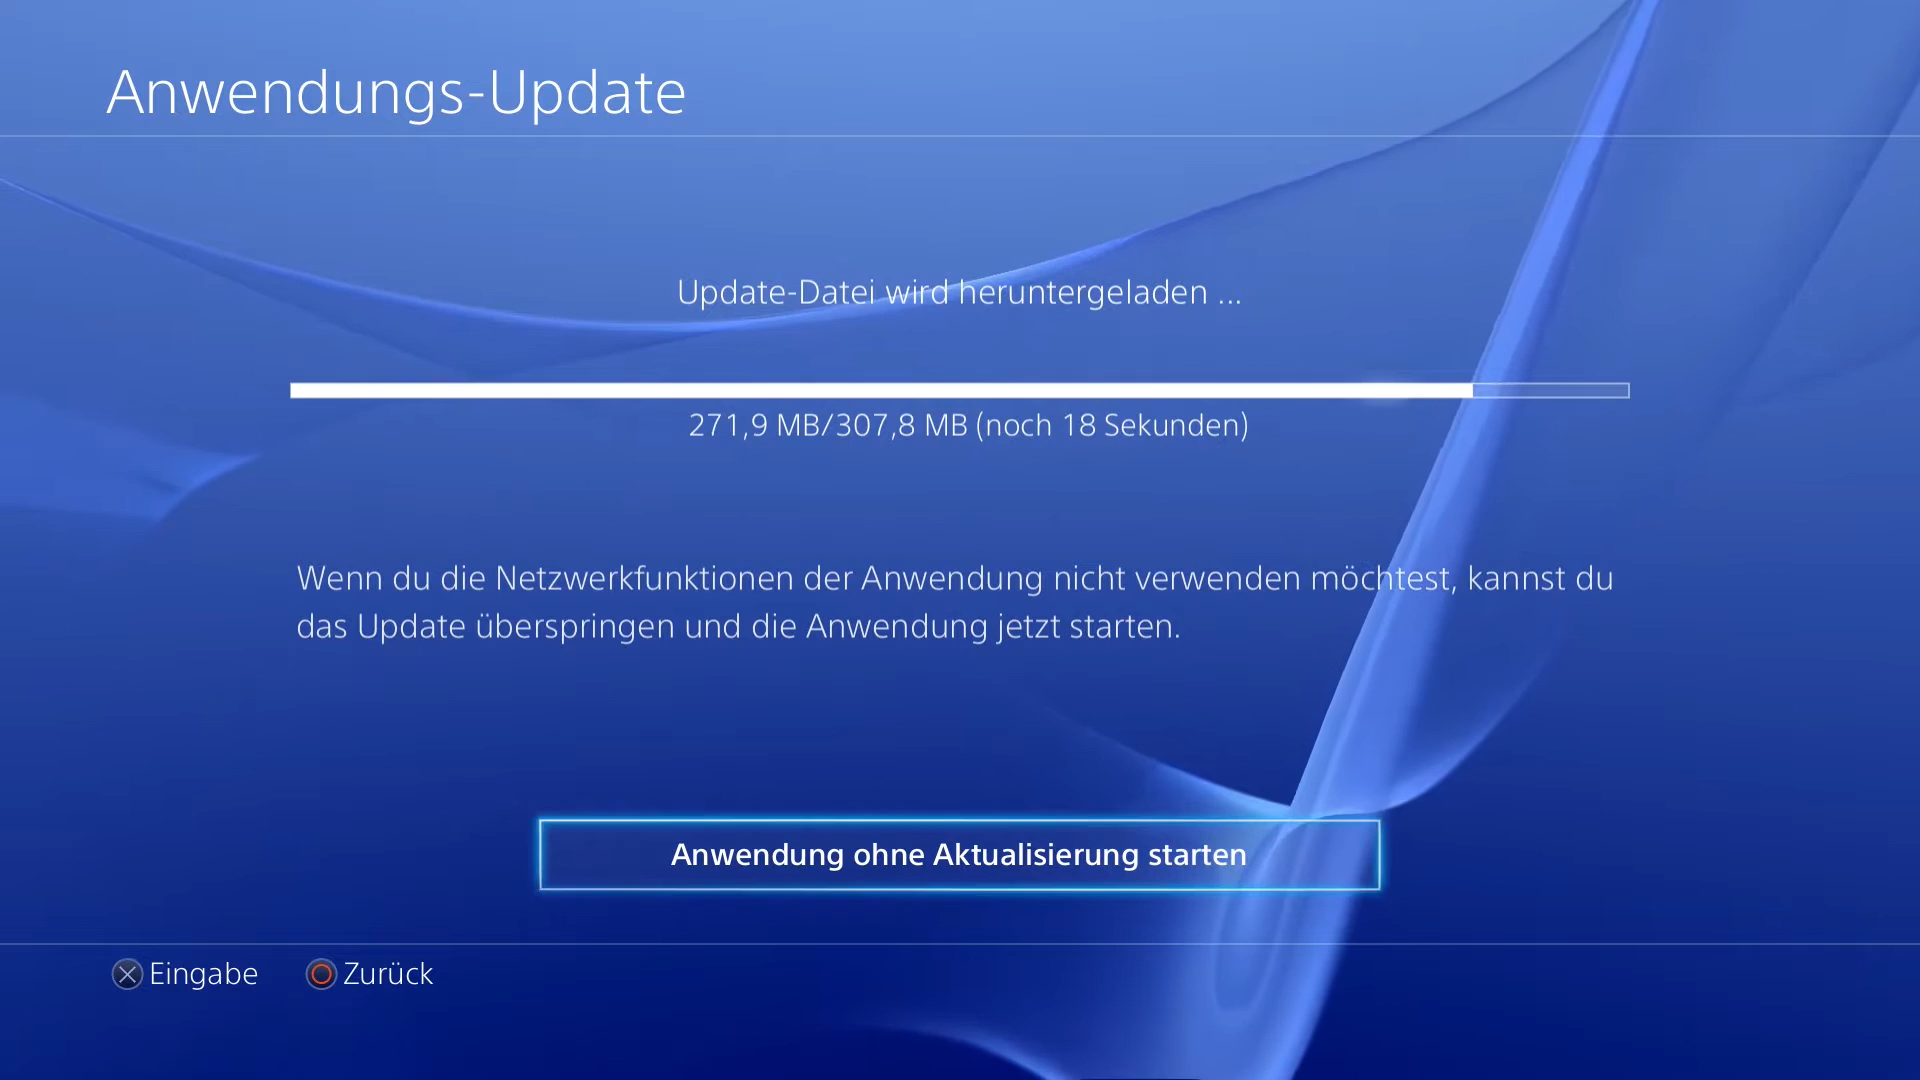 Anwendungs-Update
Update-Datei wird heruntergeladen ...
271,9 MB/307,8 MB (noch 18 Sekunden)
Wenn du die Netzwerkfunktionen der Anwendung nicht verwenden möchtest, kannst du
das Update überspringen und die Anwendung jetzt starten.
Anwendung ohne Aktualisierung starten
Eingabe Zurück